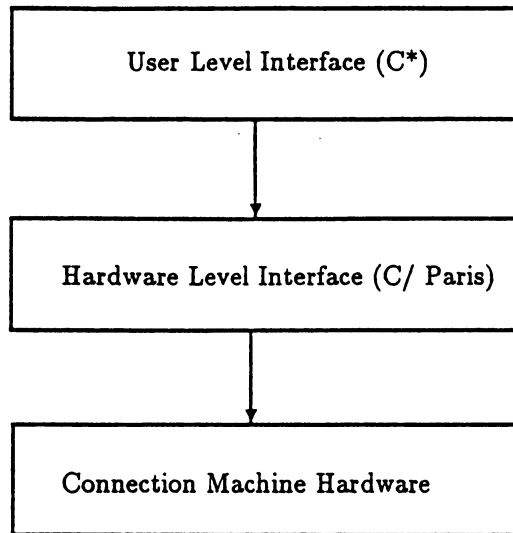 User Level Interface (C*)
Hardware Level Interface (C/ Paris)
Connection Machine Hardware